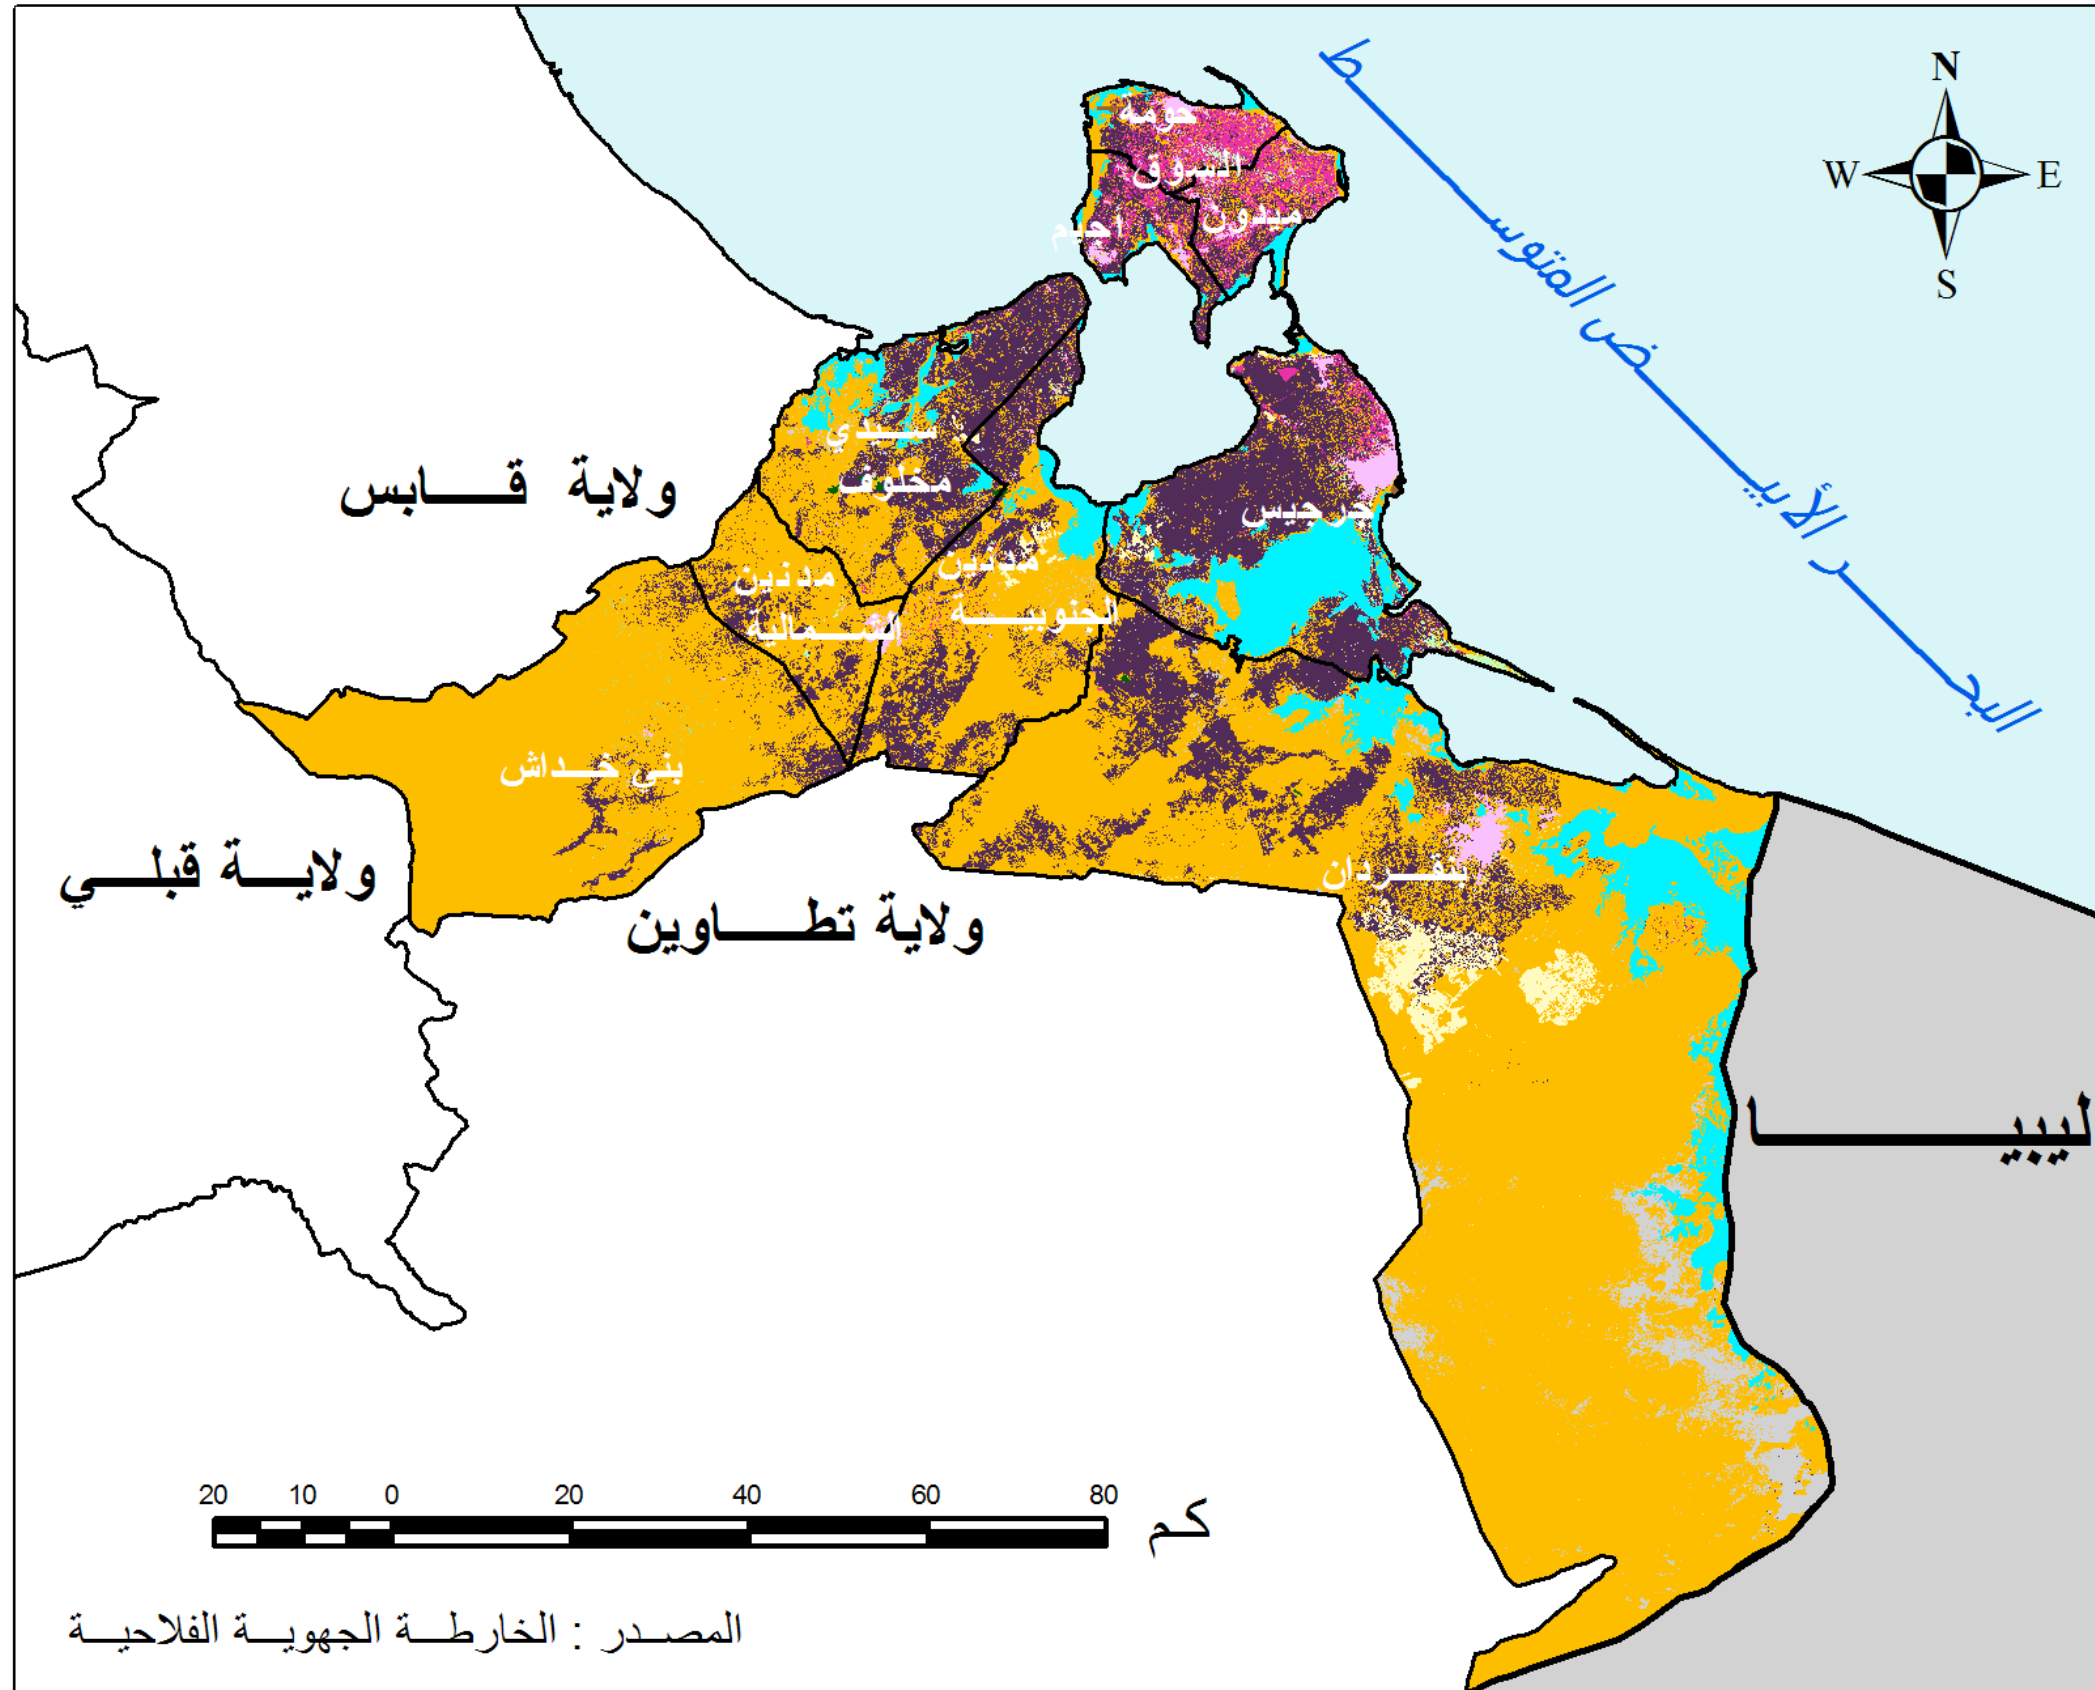 N
W
E
S
البحر الأبيض المتوسط
حومة
السوق
ميدون
اجيم
سيدي
مخلوف
جرجيس
ولاية قابس
مدنين
الجنوبية
مدنين
الشمالية
بني خداش
بنقردان
ولاية قبلي
ولاية تطاوين
ليبيا
20 10 0 20 40 60 80
كم
المصدر : الخارطة الجهوية الفلاحية